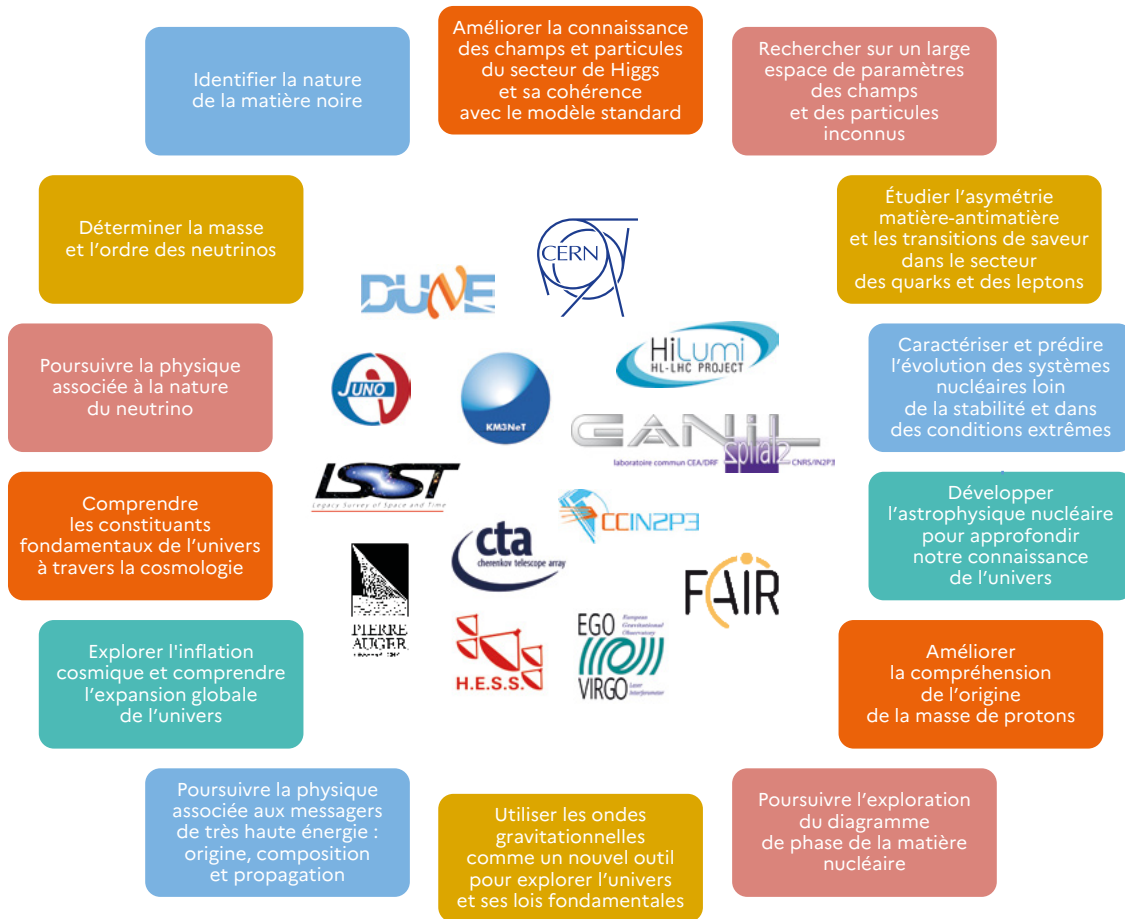 Identifier la nature
de la matière noire
Améliorer la connaissance
des champs et particules
du secteur de Higgs
et sa cohérence
avec le modèle standard
Rechercher sur un large
espace de paramètres
des champs
et des particules
inconnus
Déterminer la masse
et l’ordre des neutrinos
Étudier l’asymétrie
matière-antimatière
et les transitions de saveur
dans le secteur
des quarks et des leptons
CERN
DUNE
Poursuivre la physique
associée à la nature
du neutrino
JUNO
KM3NeT
HiLumi
HL-LHC PROJECT
Caractériser et prédire
l’évolution des systèmes
nucléaires loin
de la stabilité et dans
des conditions extrêmes
GANIL
laboratoire commun CEA/DRF spiral2 CNRS/IN2P3
Comprendre
les constituants
fondamentaux de l’univers
à travers la cosmologie
LSST
Legacy Survey of Space and Time
CCIN2P3
cta
cherenkov telescope array
Développer
l’astrophysique nucléaire
pour approfondir
notre connaissance
de l’univers
PIERRE
AUGER
FAIR
Explorer l'inflation
cosmique et comprendre
l’expansion globale
de l’univers
H.E.S.S.
EGO
European
Gravitational
Observatory
VIRGO
Laser
Interferometer
Améliorer
la compréhension
de l’origine
de la masse de protons
Poursuivre la physique
associée aux messagers
de très haute énergie :
origine, composition
et propagation
Utiliser les ondes
gravitationnelles
comme un nouvel outil
pour explorer l’univers
et ses lois fondamentales
Poursuivre l’exploration
du diagramme
de phase de la matière
nucléaire